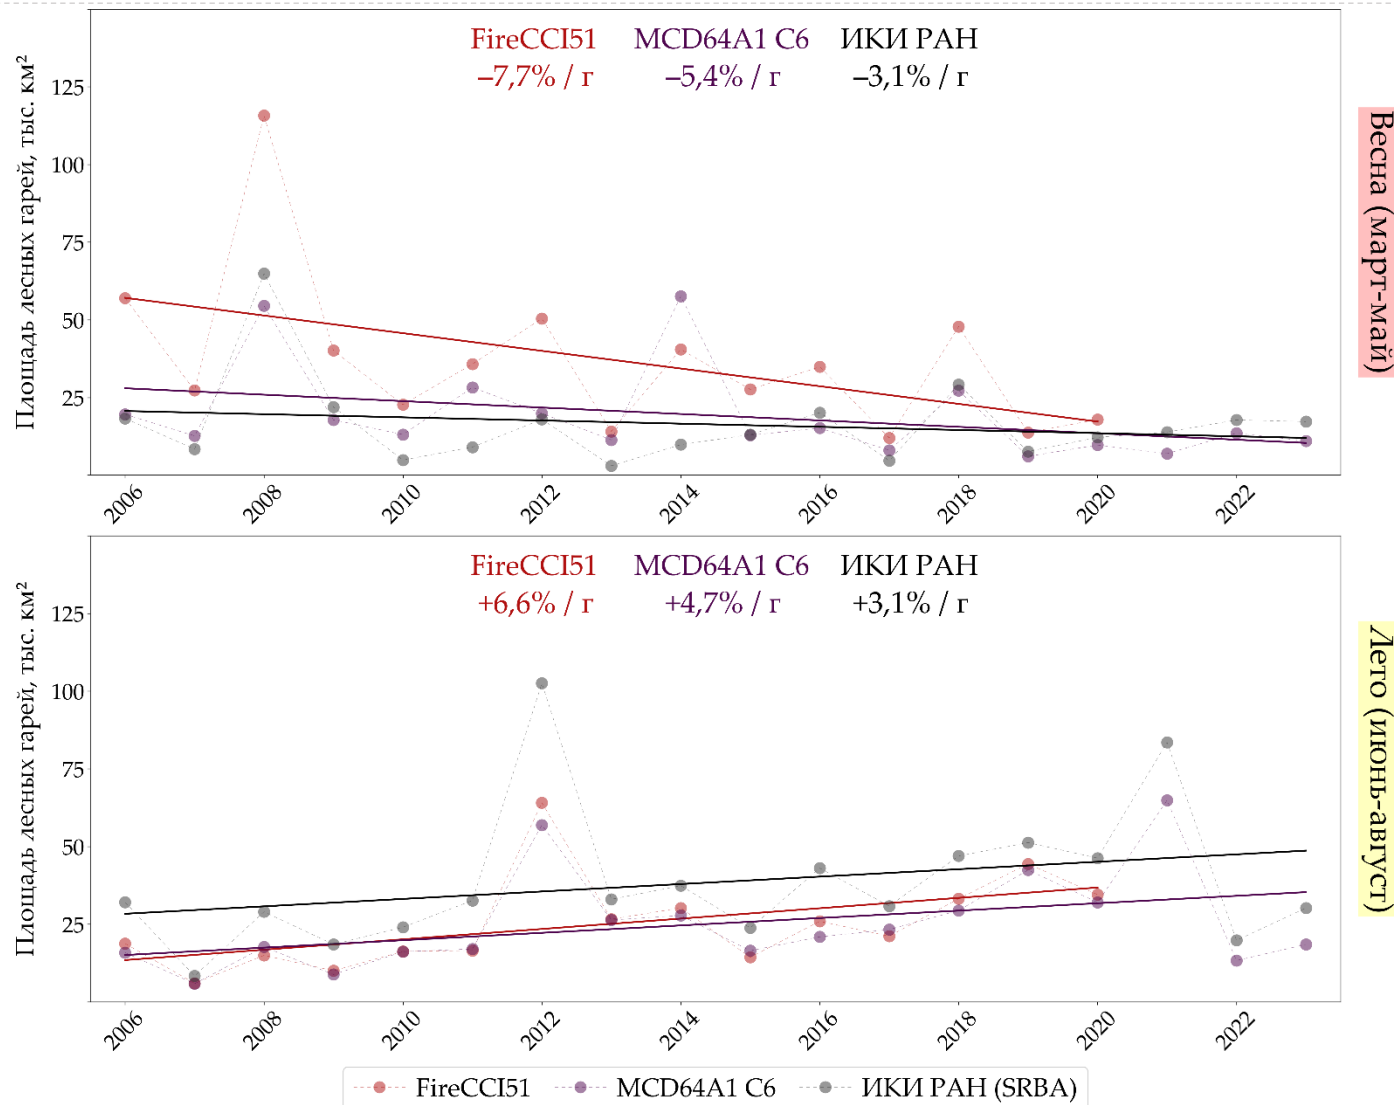 FireCCI51 MCD64A1 C6 ИКИ РАН
–7,7% / г –5,4% / г –3,1% / г
Площадь лесных гарей, тыс. км²
125
100
75
50
25
2006 2008 2010 2012 2014 2016 2018 2020 2022
Весна (март-май)
FireCCI51 MCD64A1 C6 ИКИ РАН
+6,6% / г +4,7% / г +3,1% / г
Площадь лесных гарей, тыс. км²
125
100
75
50
25
2006 2008 2010 2012 2014 2016 2018 2020 2022
Лето (июнь-август)
FireCCI51 MCD64A1 C6 ИКИ РАН (SRBA)